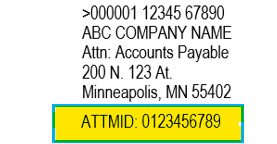 >000001 12345 67890
ABC COMPANY NAME
Attn: Accounts Payable
200 N. 123 At.
Minneapolis, MN 55402
ATTMID: 0123456789